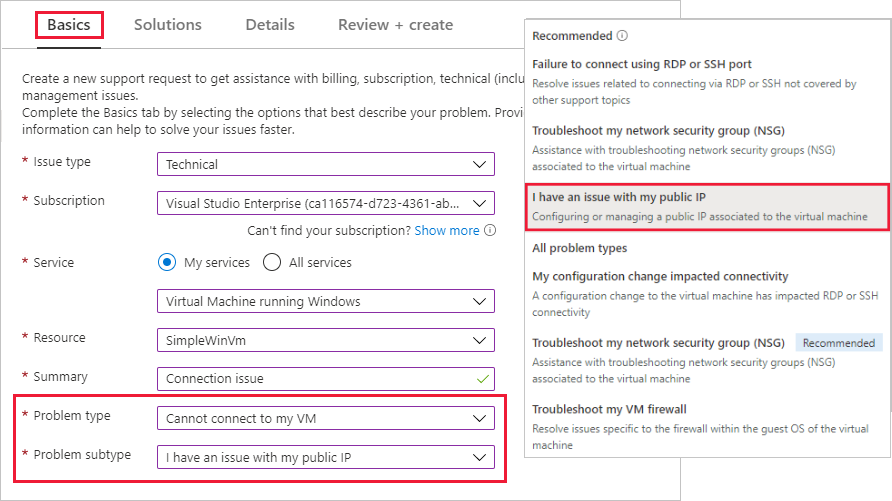 Basics Solutions Details Review + create
Create a new support request to get assistance with billing, subscription, technical (inclu
management issues.
Complete the Basics tab by selecting the options that best describe your problem. Provi
information can help to solve your issues faster.
* Issue type Technical
* Subscription Visual Studio Enterprise (ca116574-d723-4361-ab...
Can't find your subscription? Show more
* Service My services All services
Virtual Machine running Windows
* Resource SimpleWinVm
* Summary Connection issue
* Problem type Cannot connect to my VM
* Problem subtype I have an issue with my public IP
Recommended
Failure to connect using RDP or SSH port
Resolve issues related to connecting via RDP or SSH not covered by
other support topics
Troubleshoot my network security group (NSG)
Assistance with troubleshooting network security groups (NSG)
associated to the virtual machine
I have an issue with my public IP
Configuring or managing a public IP associated to the virtual machine
All problem types
My configuration change impacted connectivity
A configuration change to the virtual machine has impacted RDP or SSH
connectivity
Troubleshoot my network security group (NSG) Recommended
Assistance with troubleshooting network security groups (NSG)
associated to the virtual machine
Troubleshoot my VM firewall
Resolve issues specific to the firewall within the guest OS of the virtual
machine